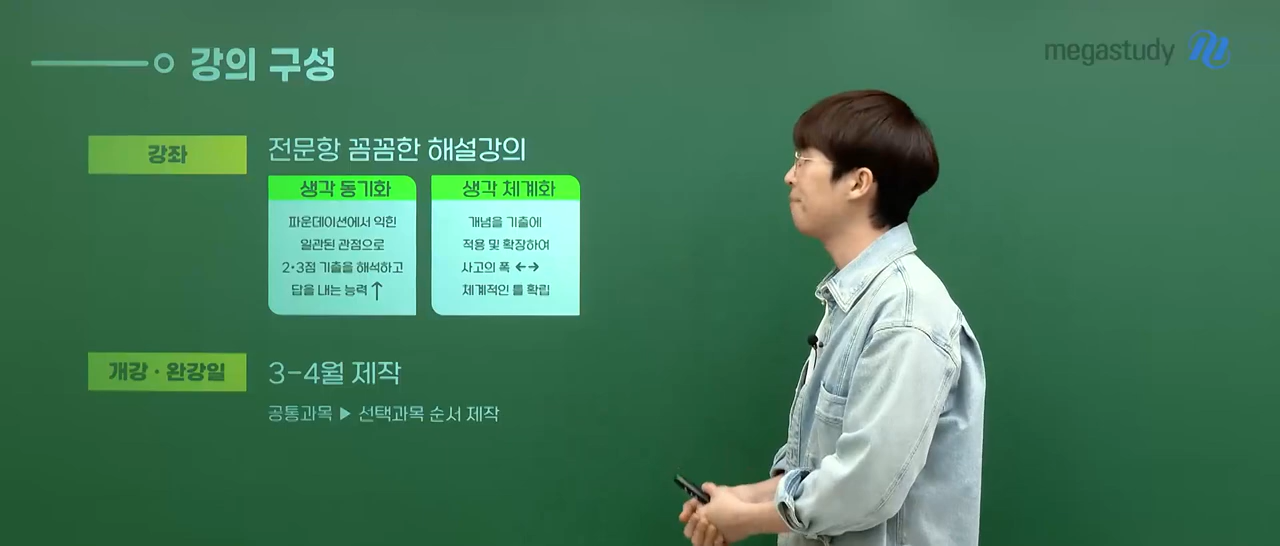 강의 구성
megastudy
강좌
전문항 꼼꼼한 해설강의
생각 동기화
파운데이션에서 익힌
일관된 관점으로
2•3점 기출을 해석하고
답을 내는 능력 ↑
생각 체계화
개념을 기출에
적용 및 확장하여
사고의 폭 ←→
체계적인 틀 확립
개강 · 완강일
3-4월 제작
공통과목 ▶ 선택과목 순서 제작